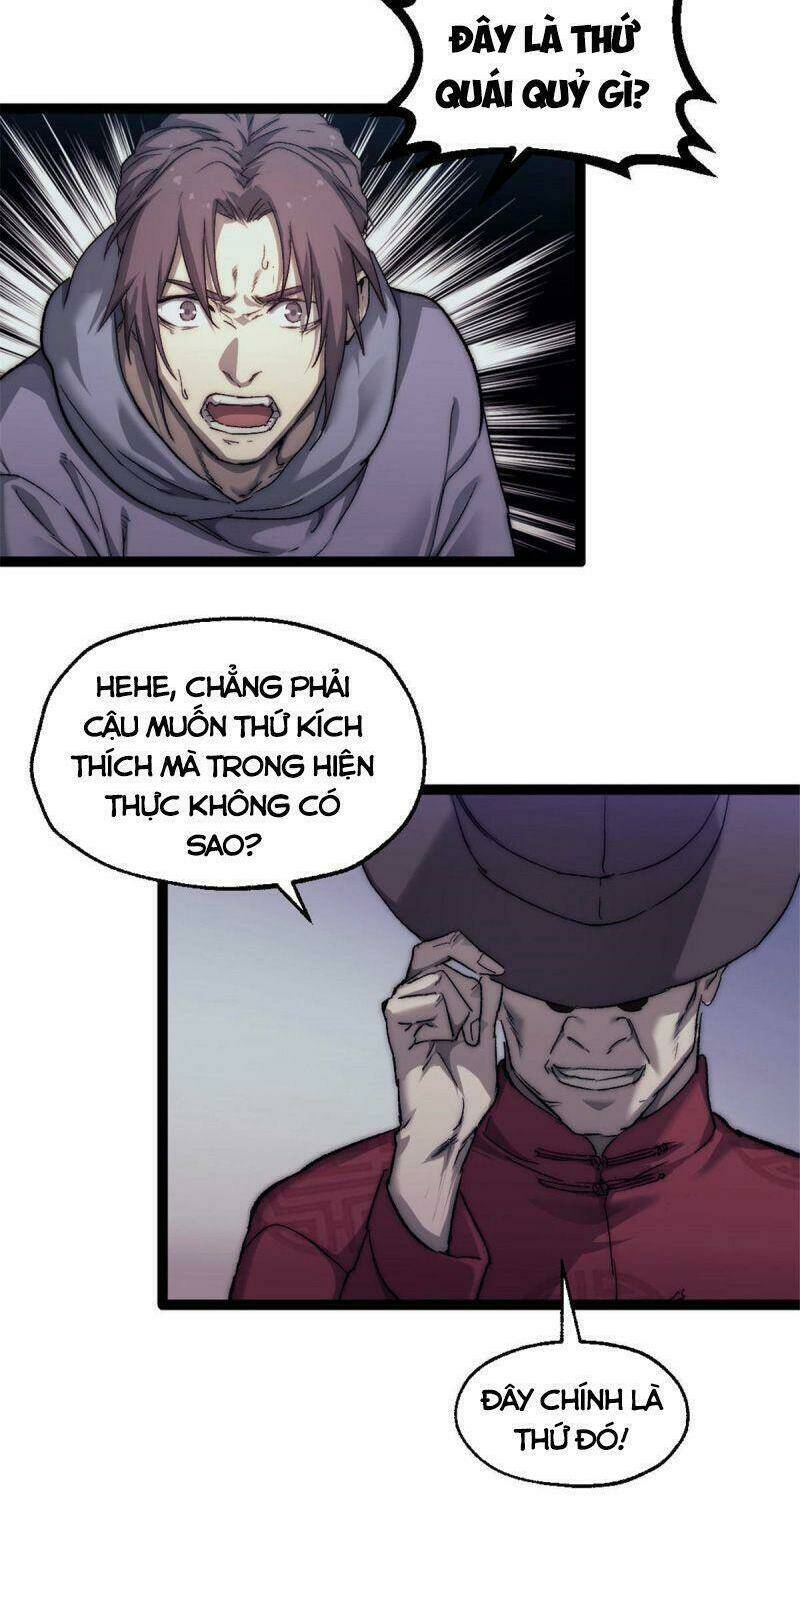 ĐÂY LÀ THỨ
QUÁI QUỶ GÌ?
HEHE, CHẲNG PHẢI
CẬU MUỐN THỨ KÍCH
THÍCH MÀ TRONG HIỆN
THỰC KHÔNG CÓ
SAO?
ĐÂY CHÍNH LÀ
THỨ ĐÓ!